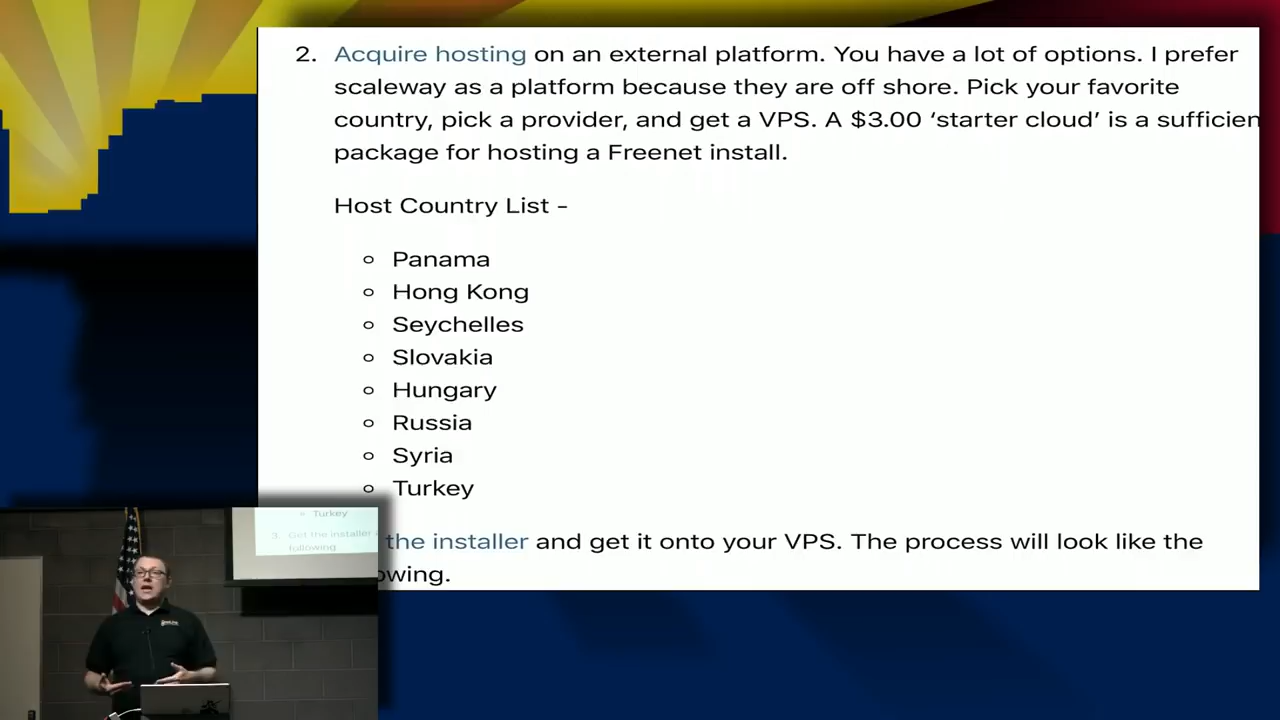 2. Acquire hosting on an external platform. You have a lot of options. I prefer
scaleway as a platform because they are off shore. Pick your favorite
country, pick a provider, and get a VPS. A $3.00 ‘starter cloud’ is a sufficien
package for hosting a Freenet install.
Host Country List –
Panama
Hong Kong
Seychelles
Slovakia
Hungary
Russia
Syria
Turkey
the installer and get it onto your VPS. The process will look like the
owing.
Turkey
3. Get the installer
following